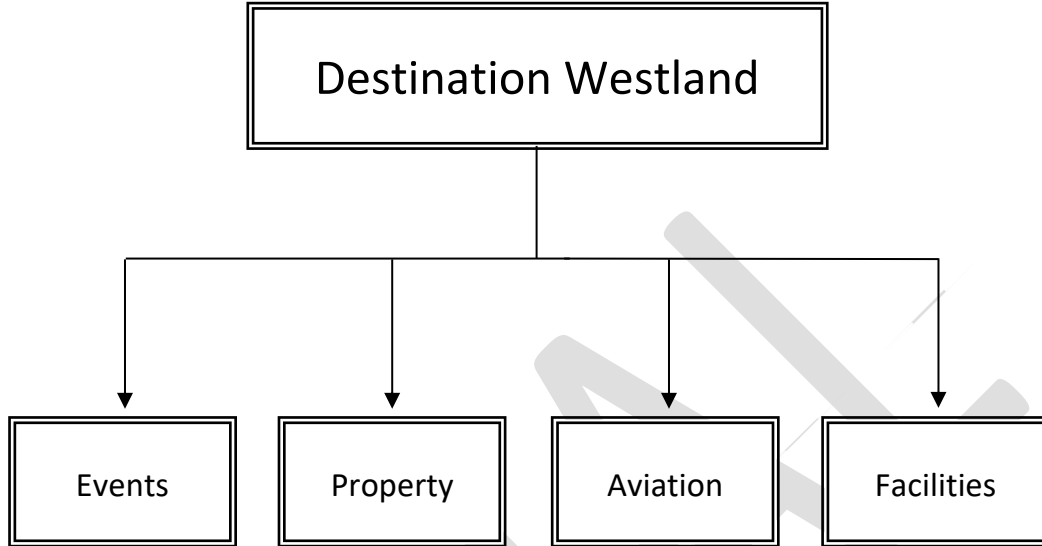 Destination Westland
Events
Property
Aviation
Facilities